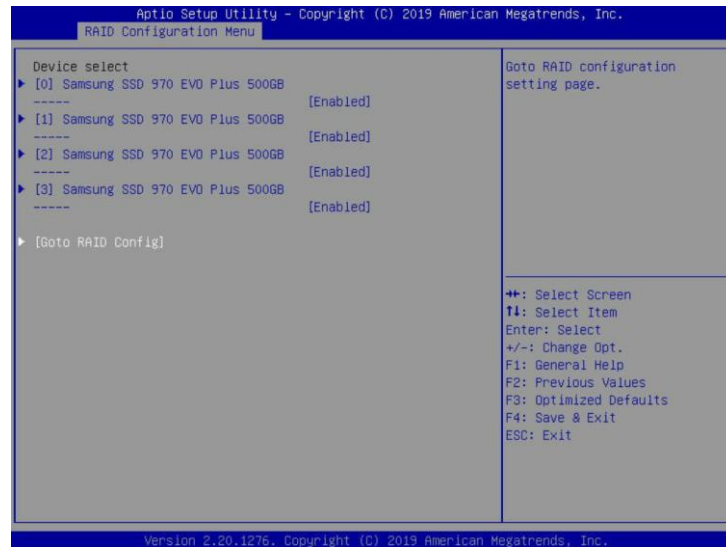 Aptio Setup Utility – Copyright (C) 2019 American Megatrends, Inc.
RAID Configuration Menu
Device select
[0] Samsung SSD 970 EVO Plus 500GB
----- [Enabled]
[1] Samsung SSD 970 EVO Plus 500GB
----- [Enabled]
[2] Samsung SSD 970 EVO Plus 500GB
----- [Enabled]
[3] Samsung SSD 970 EVO Plus 500GB
----- [Enabled]
[Goto RAID Config]
Goto RAID configuration
setting page.
→←: Select Screen
↑↓: Select Item
Enter: Select
+/-: Change Opt.
F1: General Help
F2: Previous Values
F3: Optimized Defaults
F4: Save & Exit
ESC: Exit
Version 2.20.1276. Copyright (C) 2019 American Megatrends, Inc.